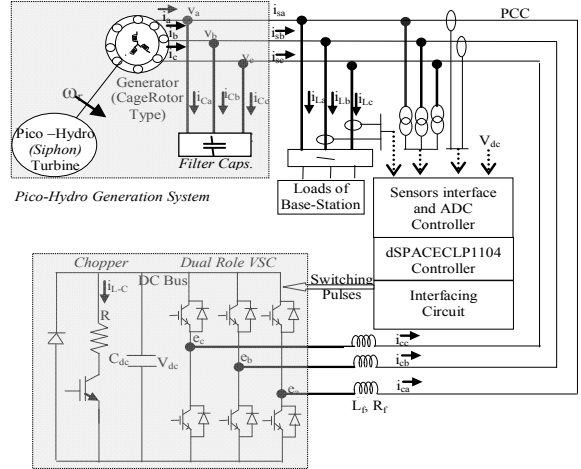 i_a v_a i_sa PCC
i_b v_b i_sb
i_c v_c i_sc
Generator
(CageRotor
Type)
i_Ca i_Cb i_Cc
i_La i_Lb i_Lc
ω_r
V_dc
Pico –Hydro
(Siphon)
Turbine
Filter Caps.
Loads of
Base-Station
Pico-Hydro Generation System
Sensors interface
and ADC
Controller
dSPACECLP1104
Controller
Interfacing
Circuit
Chopper
Dual Role VSC
DC Bus
Switching
Pulses
i_L-C
R
C_dc
V_dc
e_c
e_b
i_cc
i_cb
i_ca
L_f, R_f